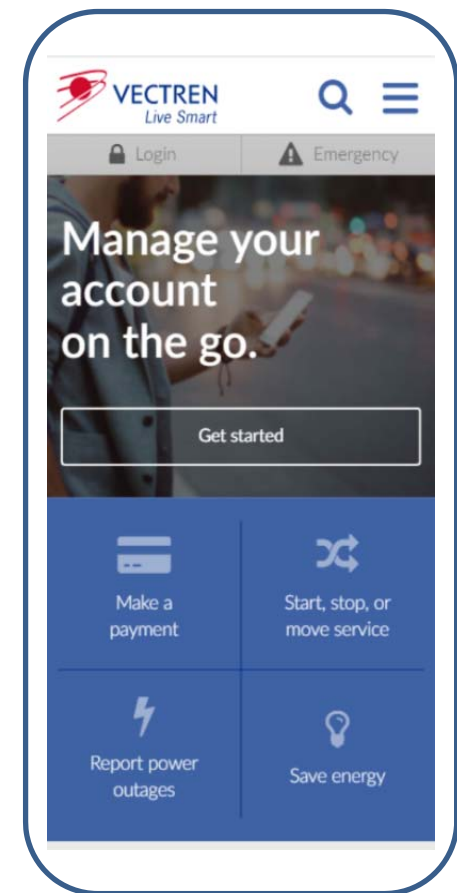 VECTREN
Live Smart
Login
Emergency
Manage your
account
on the go.
Get started
Make a
payment
Start, stop, or
move service
Report power
outages
Save energy